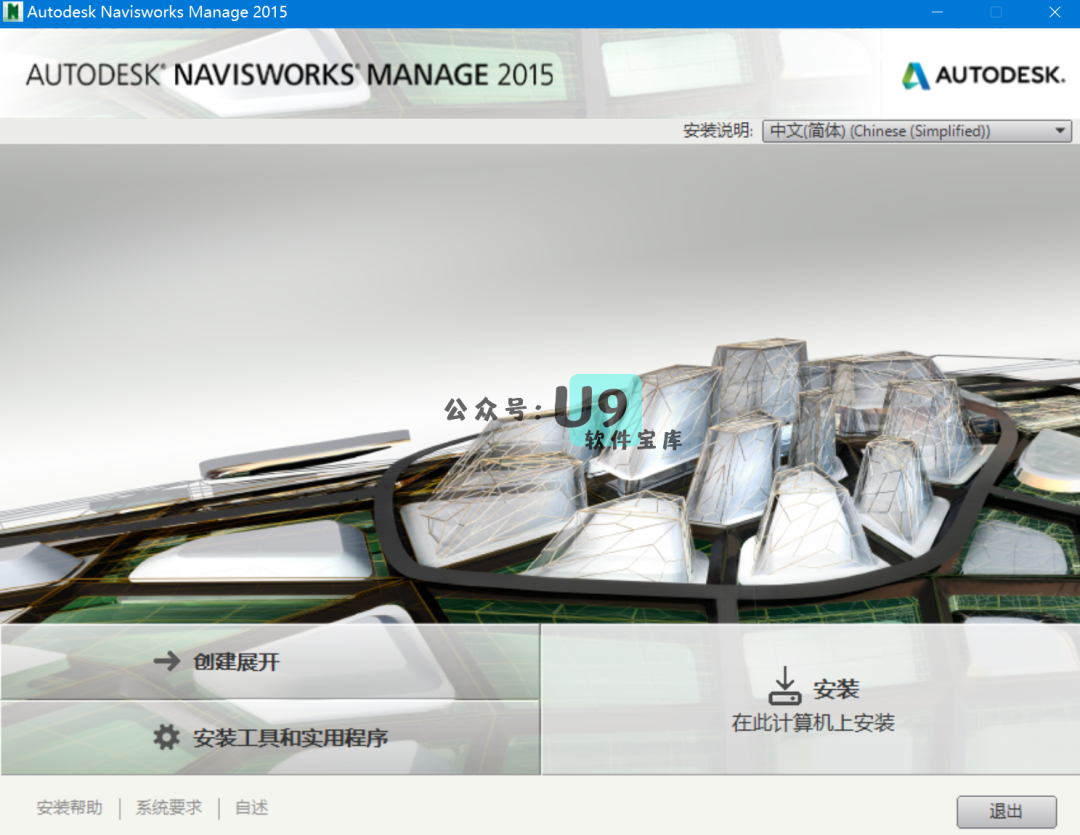 Autodesk Navisworks Manage 2015
AUTODESK® NAVISWORKS® MANAGE 2015
AUTODESK.
安装说明: 中文(简体) (Chinese (Simplified))
公众号: U9
软件宝库
创建展开
安装
在此计算机上安装
安装工具和实用程序
安装帮助 | 系统要求 | 自述
退出